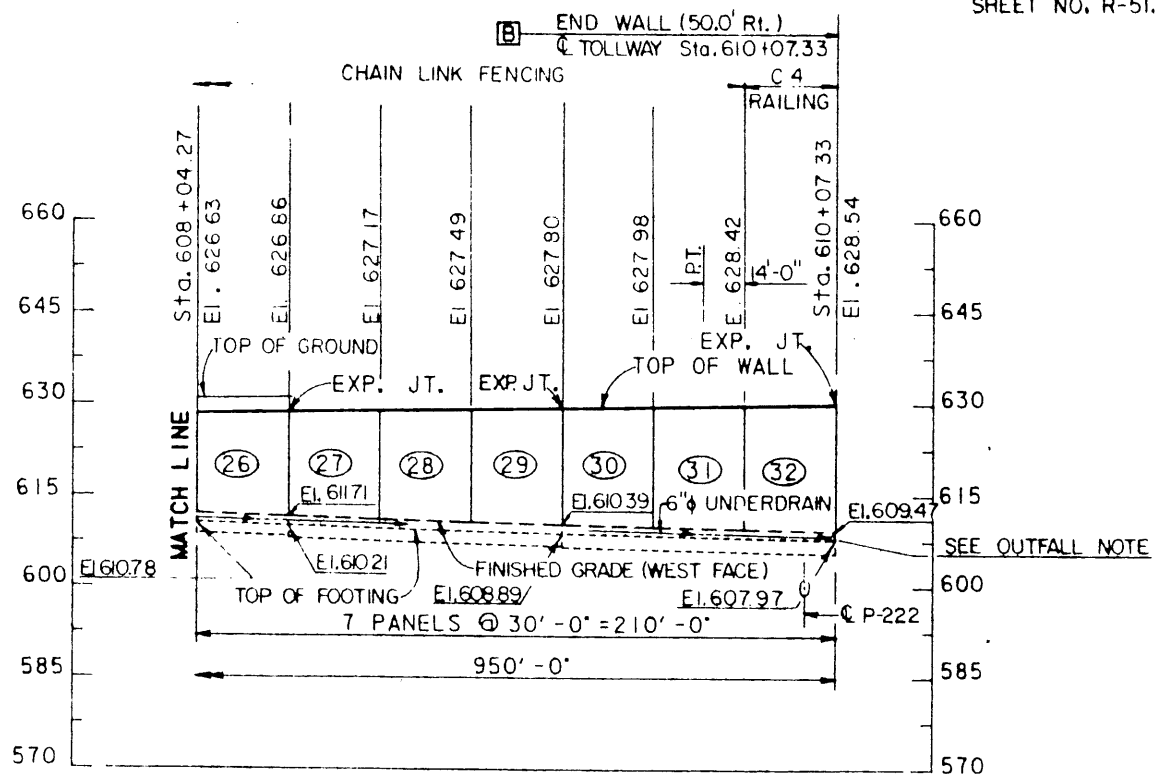 SHEET NO. R-51.
B
END WALL (50.0' Rt.)
℄ TOLLWAY Sta. 610+07.33
CHAIN LINK FENCING
C 4
RAILING
Sta. 608+04.27
El. 626.63
El. 626.86
El 627.17
El 627.49
El 627.80
El 627.98
P.T.
E. 628.42
14'-0"
Sta. 610+07 33
El. 628.54
660
645
630
615
600
585
570
660
645
630
615
600
585
570
TOP OF GROUND
EXP. JT.
EXP. JT.
EXP. JT.
TOP OF WALL
MATCH LINE
26
27
28
29
30
31
32
El. 611.71
El.610.39
6"ϕ UNDERDRAIN
El.609.47
SEE OUTFALL NOTE
El610.78
El.610.21
FINISHED GRADE (WEST FACE)
TOP OF FOOTING
El.608.89
El.607.97
℄ P-222
7 PANELS @ 30'-0" =210'-0"
950'-0"